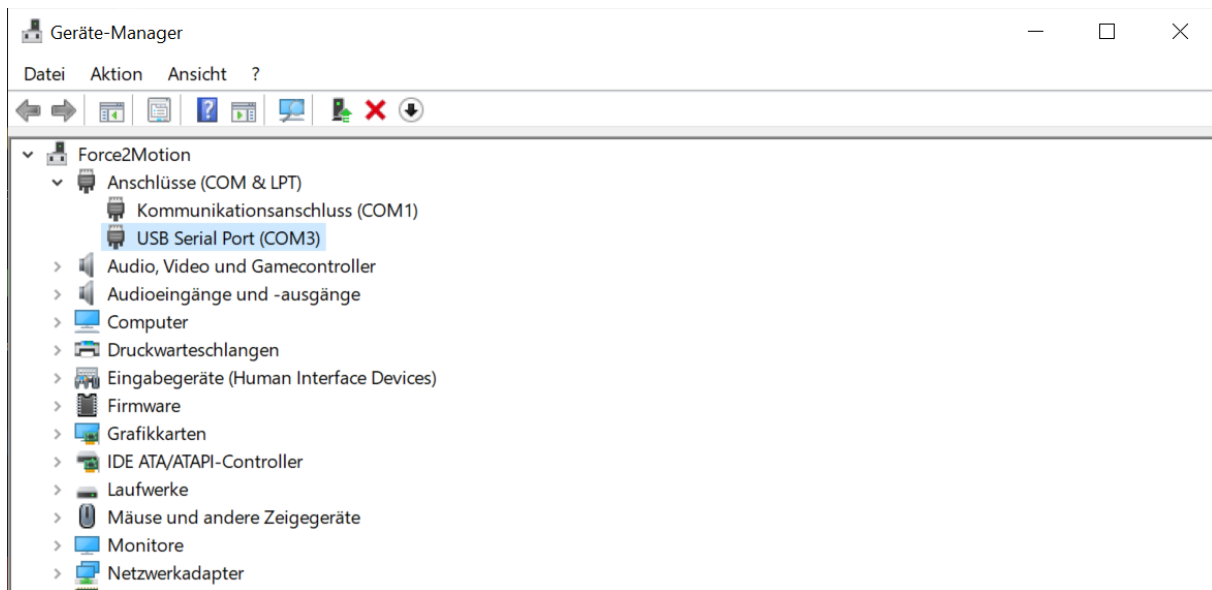 Geräte-Manager
Datei Aktion Ansicht ?
?
Force2Motion
Anschlüsse (COM & LPT)
Kommunikationsanschluss (COM1)
USB Serial Port (COM3)
Audio, Video und Gamecontroller
Audioeingänge und -ausgänge
Computer
Druckwarteschlangen
Eingabegeräte (Human Interface Devices)
Firmware
Grafikkarten
IDE ATA/ATAPI-Controller
Laufwerke
Mäuse und andere Zeigegeräte
Monitore
Netzwerkadapter